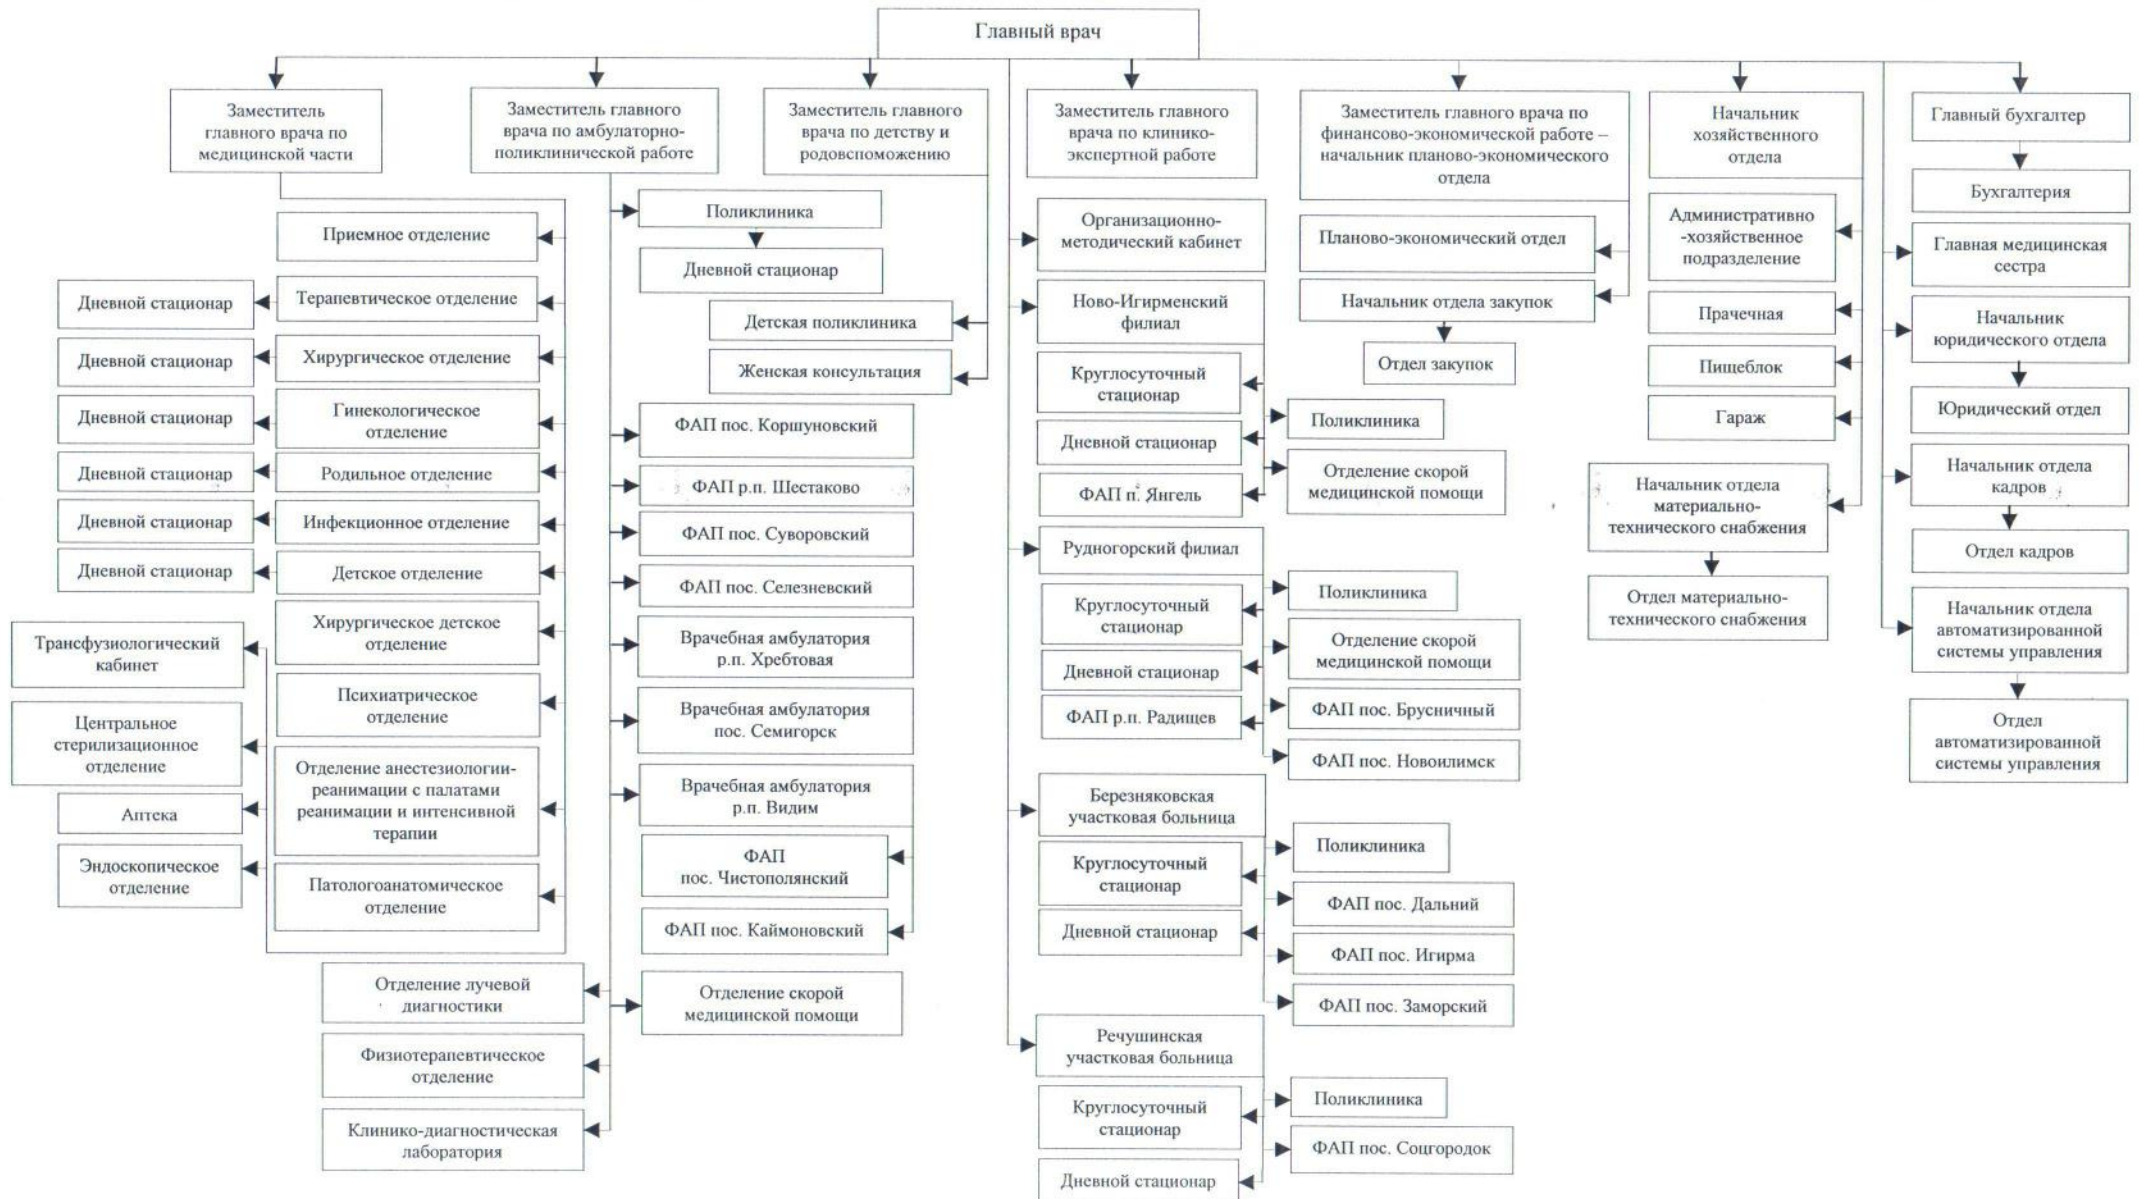 Главный врач
Заместитель
главного врача по
медицинской части
Заместитель главного
врача по амбулаторно-
поликлинической работе
Заместитель главного
врача по детству и
родовспоможению
Заместитель главного
врача по клинико-
экспертной работе
Заместитель главного врача по
финансово-экономической работе –
начальник планово-экономического
отдела
Начальник
хозяйственного
отдела
Главный бухгалтер
Бухгалтерия
Главная медицинская
сестра
Начальник
юридического отдела
Юридический отдел
Начальник отдела
кадров
Отдел кадров
Начальник отдела
автоматизированной
системы управления
Отдел
автоматизированной
системы управления
Приемное отделение
Терапевтическое отделение
Дневной стационар
Хирургическое отделение
Дневной стационар
Гинекологическое
отделение
Дневной стационар
Родильное отделение
Дневной стационар
Инфекционное отделение
Дневной стационар
Детское отделение
Дневной стационар
Хирургическое детское
отделение
Психиатрическое
отделение
Отделение анестезиологии-
реанимации с палатами
реанимации и интенсивной
терапии
Патологоанатомическое
отделение
Трансфузиологический
кабинет
Центральное
стерилизационное
отделение
Аптека
Эндоскопическое
отделение
Поликлиника
Дневной стационар
Детская поликлиника
Женская консультация
ФАП пос. Коршуновский
ФАП р.п. Шестаково
ФАП пос. Суворовский
ФАП пос. Селезневский
Врачебная амбулатория
р.п. Хребтовая
Врачебная амбулатория
пос. Семигорск
Врачебная амбулатория
р.п. Видим
ФАП
пос. Чистополянский
ФАП пос. Каймоновский
Отделение скорой
медицинской помощи
Отделение лучевой
диагностики
Физиотерапевтическое
отделение
Клинико-диагностическая
лаборатория
Организационно-
методический кабинет
Ново-Игирменский
филиал
Круглосуточный
стационар
Дневной стационар
ФАП п. Янгель
Поликлиника
Отделение скорой
медицинской помощи
Рудногорский филиал
Круглосуточный
стационар
Дневной стационар
ФАП р.п. Радищев
Поликлиника
Отделение скорой
медицинской помощи
ФАП пос. Брусничный
ФАП пос. Новоилимск
Березняковская
участковая больница
Круглосуточный
стационар
Дневной стационар
Поликлиника
ФАП пос. Дальний
ФАП пос. Игирма
ФАП пос. Заморский
Речушинская
участковая больница
Круглосуточный
стационар
Дневной стационар
Поликлиника
ФАП пос. Соцгородок
Планово-экономический отдел
Начальник отдела закупок
Отдел закупок
Административно
-хозяйственное
подразделение
Прачечная
Пищеблок
Гараж
Начальник отдела
материально-
технического снабжения
Отдел материально-
технического снабжения